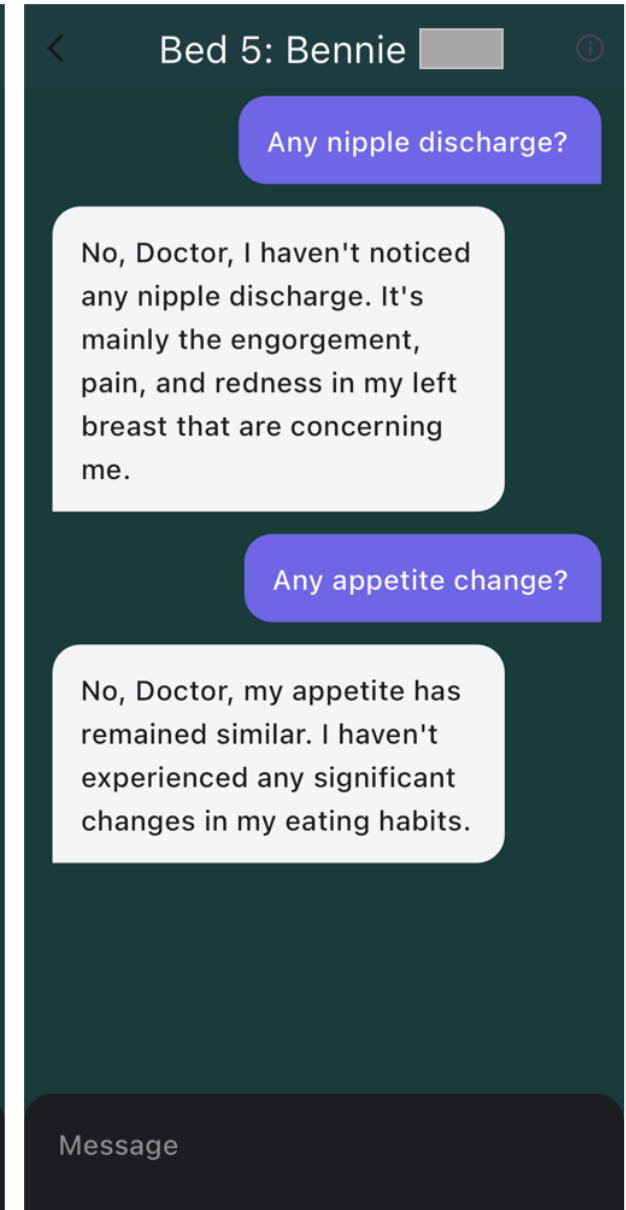 Bed 5: Bennie
Any nipple discharge?
No, Doctor, I haven't noticed
any nipple discharge. It's
mainly the engorgement,
pain, and redness in my left
breast that are concerning
me.
Any appetite change?
No, Doctor, my appetite has
remained similar. I haven't
experienced any significant
changes in my eating habits.
Message